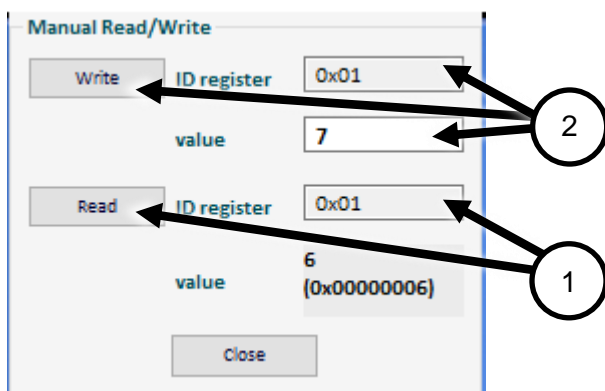 Manual Read/Write
Write ID register 0x01
value 7
2
Read ID register 0x01
value 6
(0x00000006)
1
Close